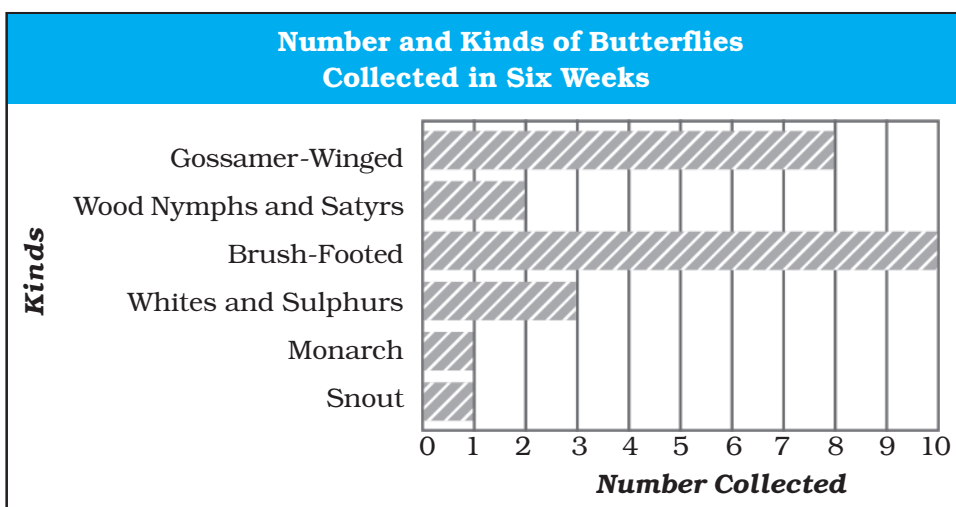 Number and Kinds of Butterflies
Collected in Six Weeks
Kinds
Gossamer-Winged
Wood Nymphs and Satyrs
Brush-Footed
Whites and Sulphurs
Monarch
Snout
0 1 2 3 4 5 6 7 8 9 10
Number Collected